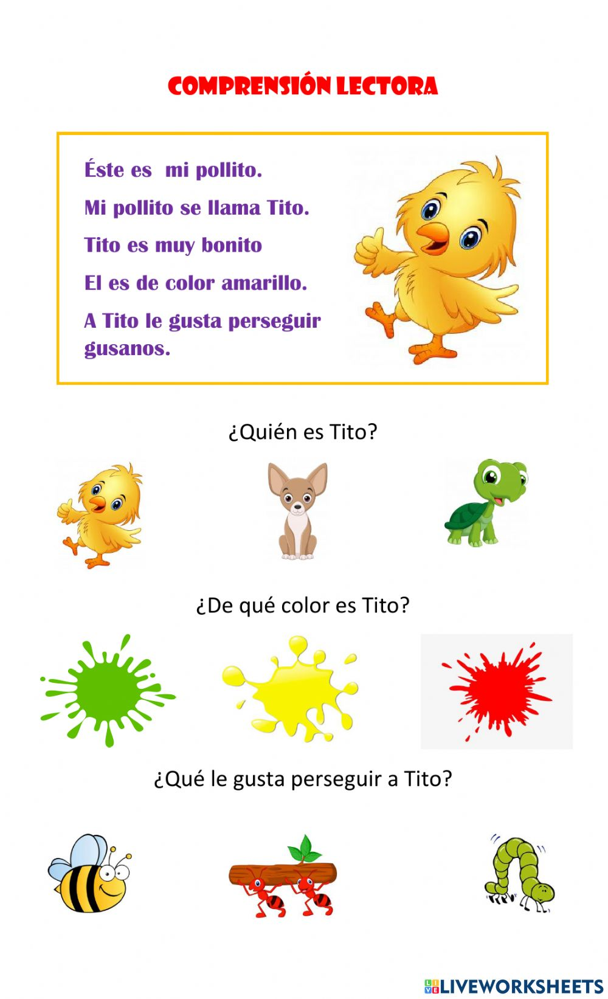 COMPRENSIÓN LECTORA
Éste es mi pollito.
Mi pollito se llama Tito.
Tito es muy bonito
El es de color amarillo.
A Tito le gusta perseguir
gusanos.
¿Quién es Tito?
¿De qué color es Tito?
¿Qué le gusta perseguir a Tito?
LIVE LIVEWORKSHEETS